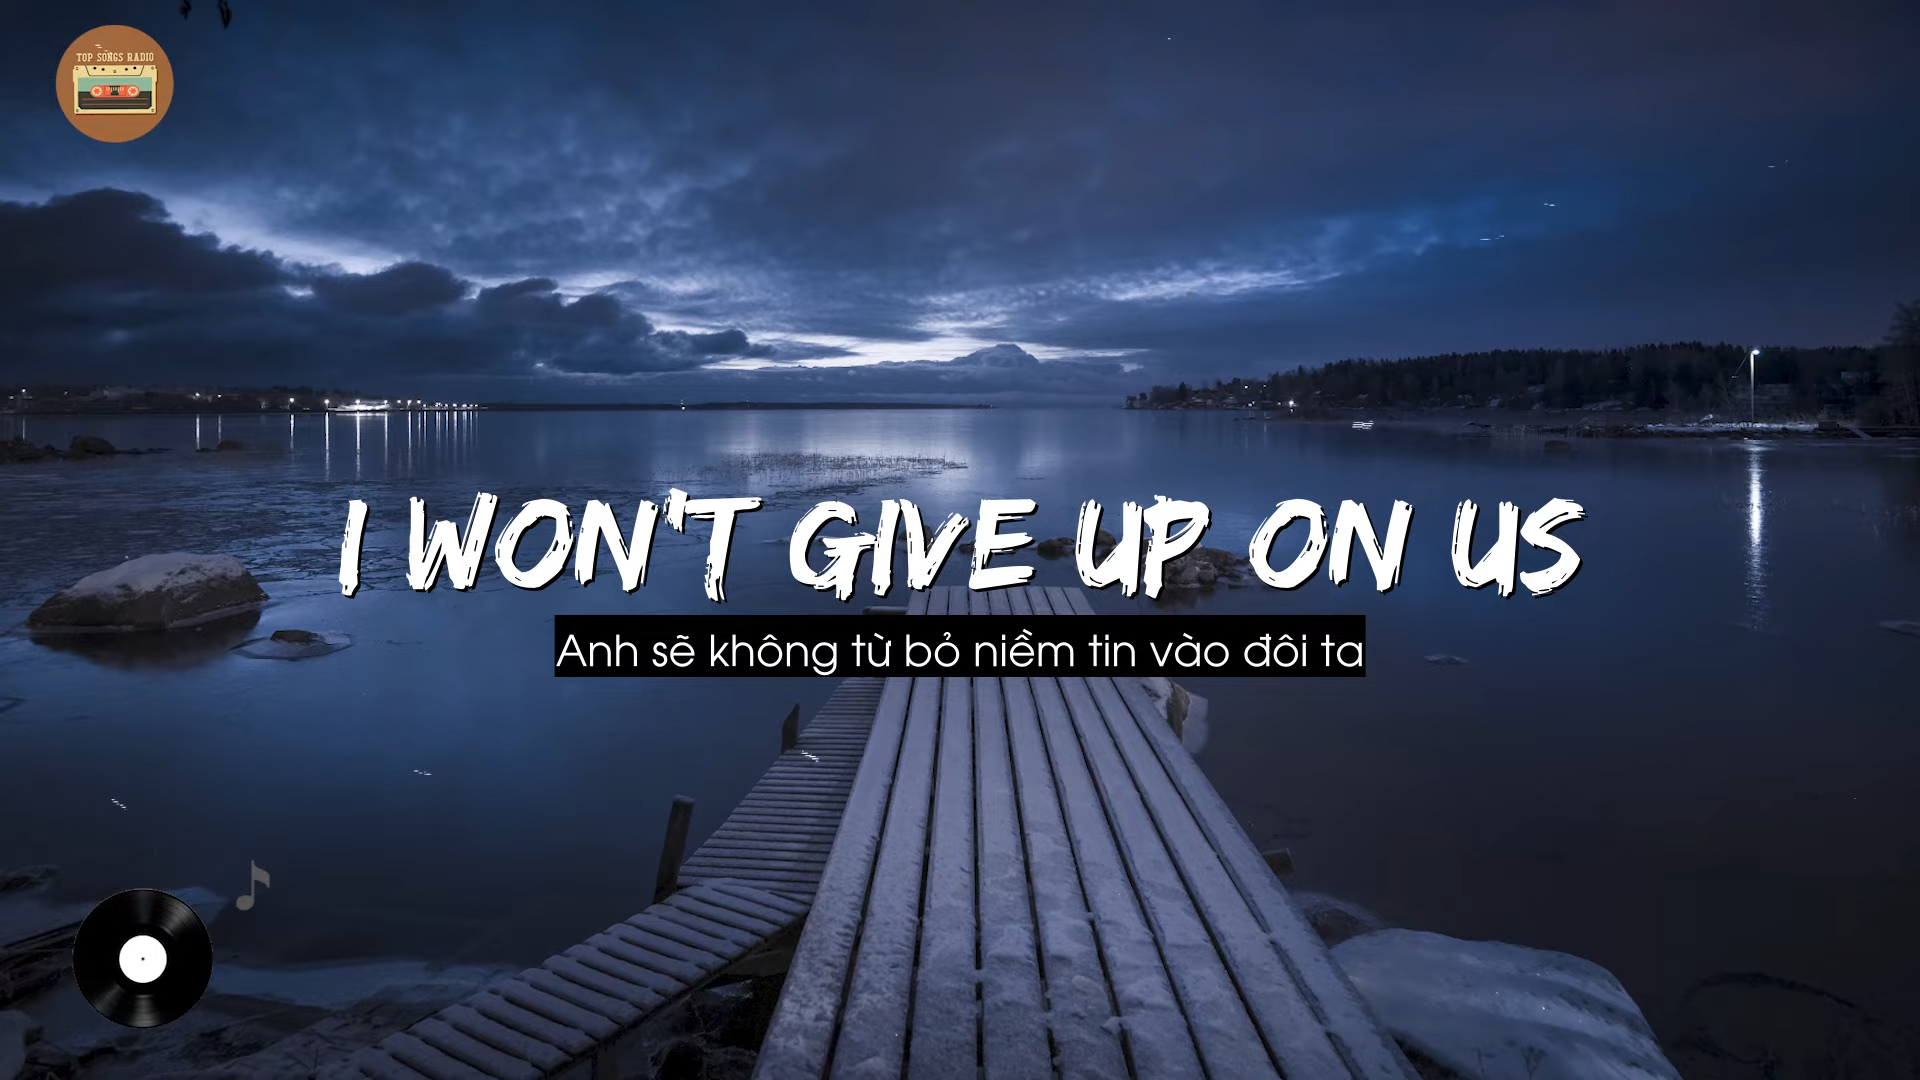 TOP SONGS RADIO
I WON'T GIVE UP ON US
Anh sẽ không từ bỏ niềm tin vào đôi ta